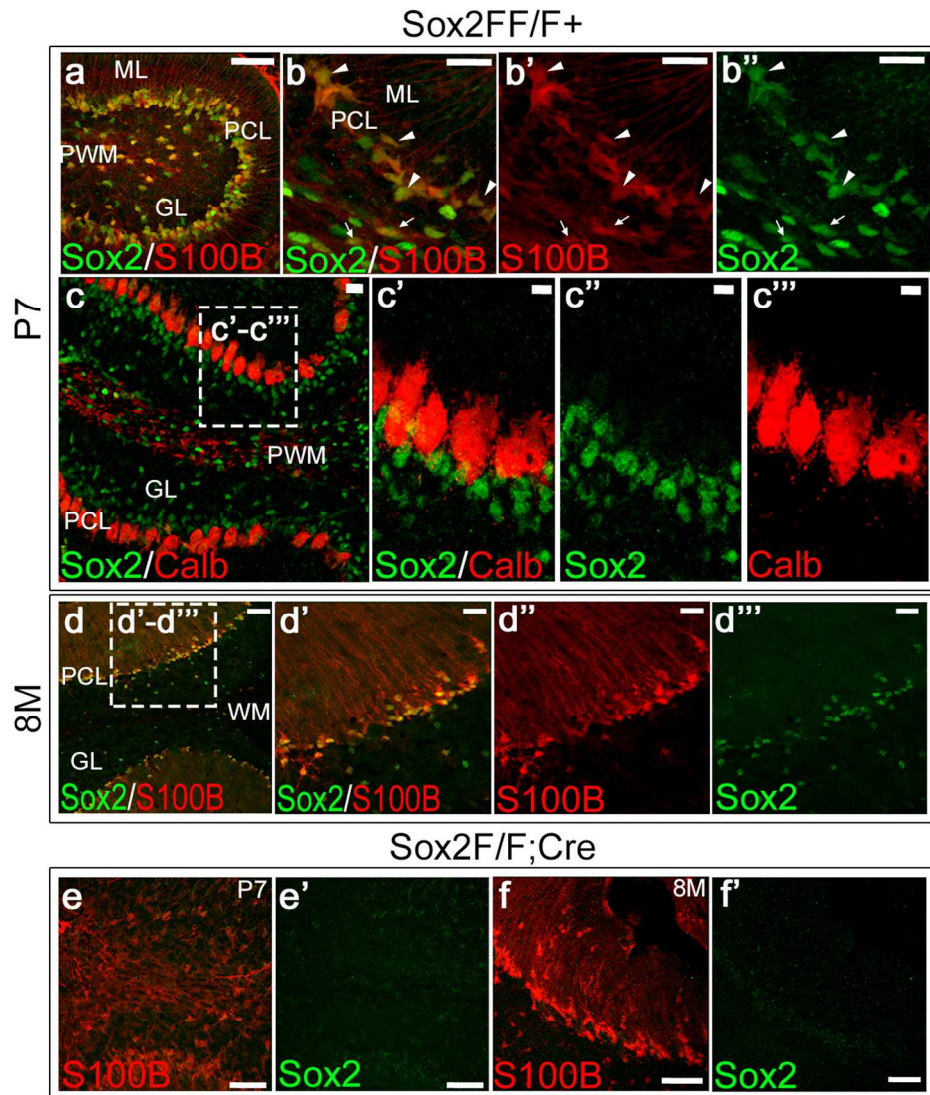 Sox2FF/F+
P7
a
ML
PCL
PWM
GL
Sox2/S100B
b
ML
PCL
Sox2/S100B
b'
S100B
b''
Sox2
c
c'-c'''
PWM
GL
PCL
Sox2/Calb
c'
Sox2/Calb
c''
Sox2
c'''
Calb
8M
d
d'-d'''
PCL
WM
GL
Sox2/S100B
d'
Sox2/S100B
d''
S100B
d'''
Sox2
Sox2F/F;Cre
e
P7
S100B
e'
Sox2
f
8M
S100B
f'
Sox2